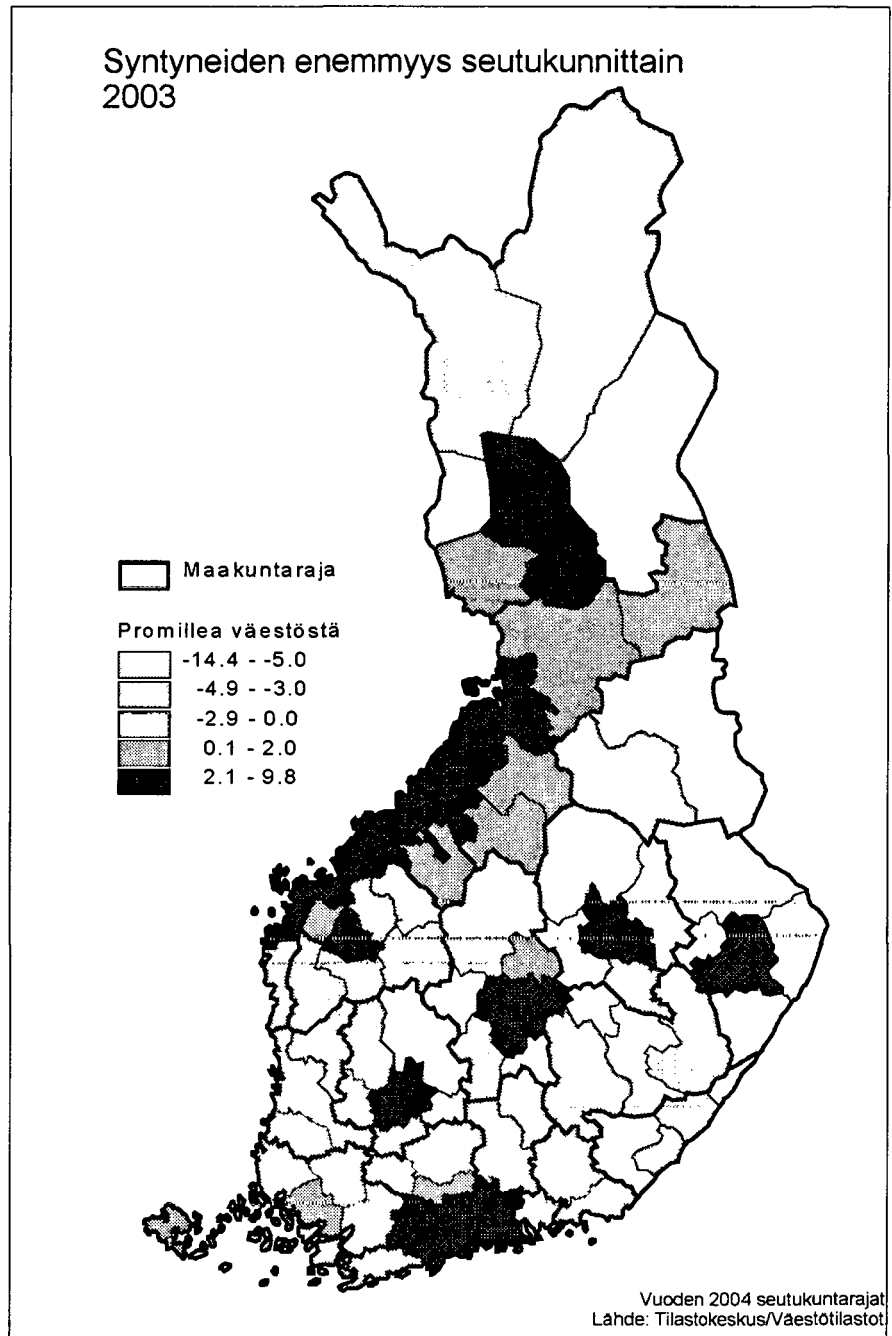 Syntyneiden enemmyys seutukunnittain
2003
Maakuntaraja
Promillea väestöstä
-14.4 - -5.0
-4.9 - -3.0
-2.9 - 0.0
0.1 - 2.0
2.1 - 9.8
Vuoden 2004 seutukuntarajat
Lähde: Tilastokeskus/Väestötilastot